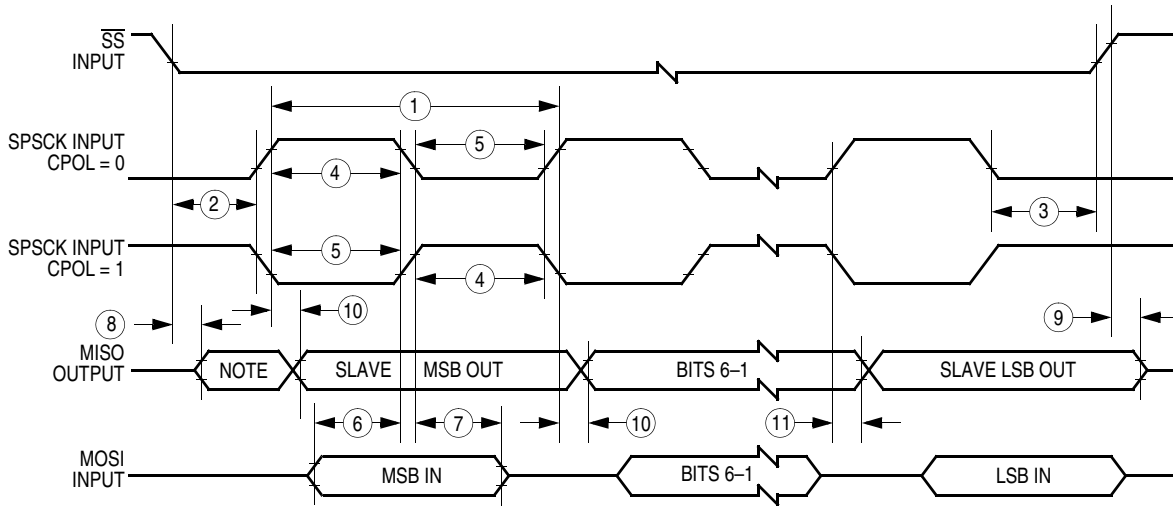 SS
INPUT
1
SPSCK INPUT
CPOL = 0
5
4
2
3
SPSCK INPUT
CPOL = 1
5
4
8
10
9
MISO
OUTPUT
NOTE
SLAVE MSB OUT
BITS 6–1
SLAVE LSB OUT
6
7
10
11
MOSI
INPUT
MSB IN
BITS 6–1
LSB IN